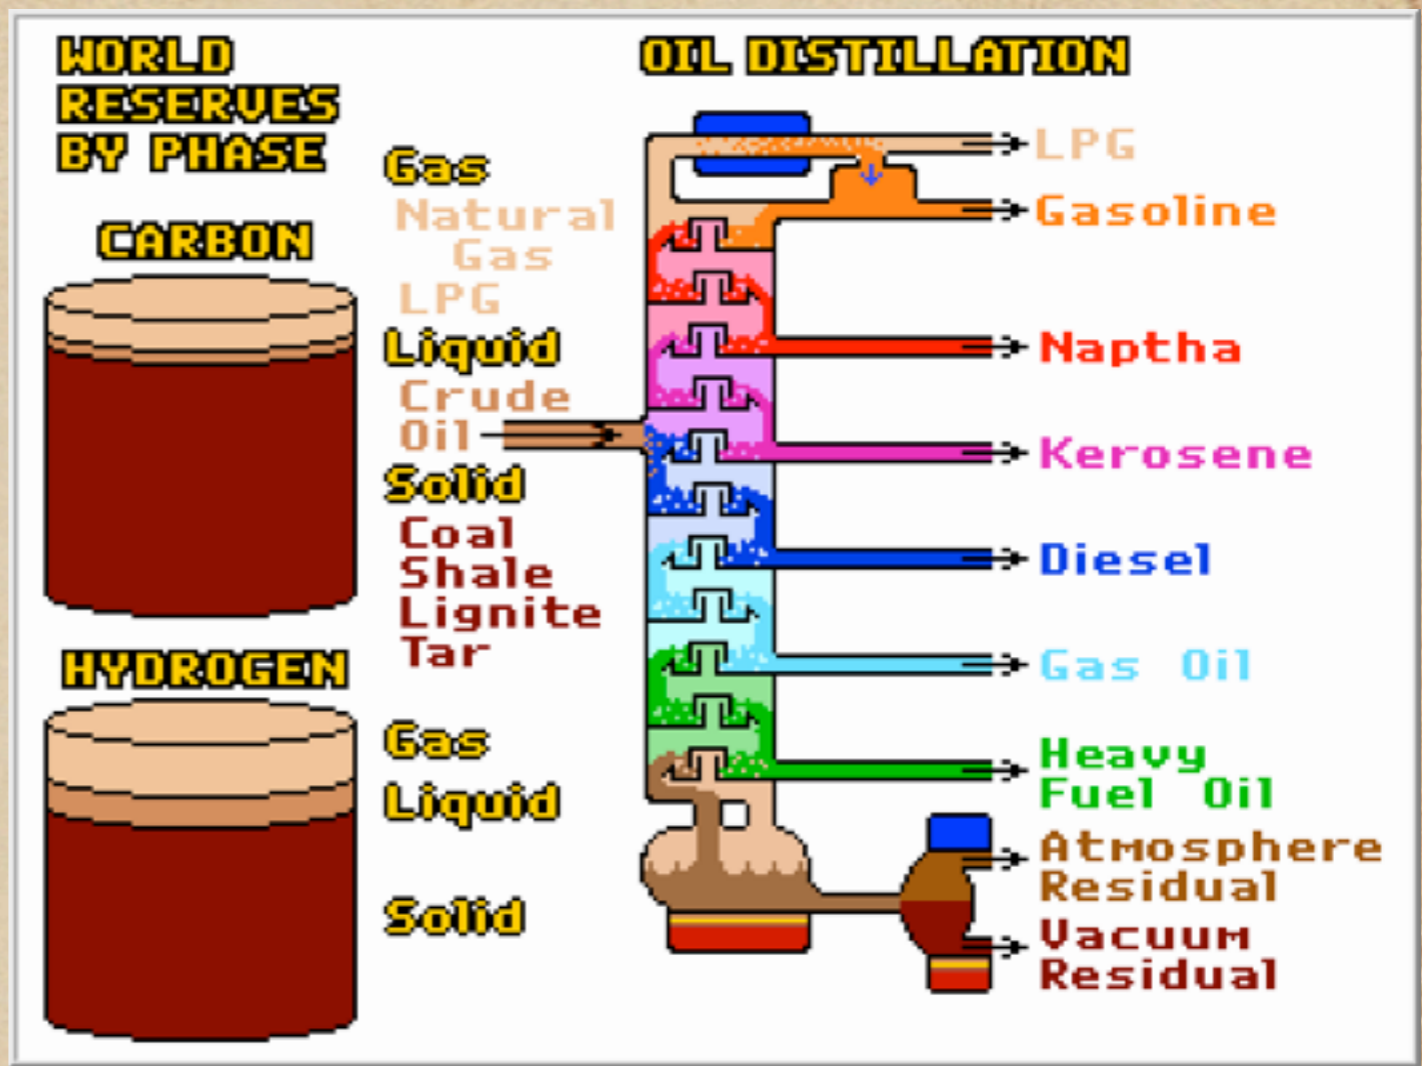 WORLD
RESERVES
BY PHASE
CARBON
Gas
Natural
Gas
LPG
Liquid
Crude
Oil
Solid
Coal
Shale
Lignite
Tar
HYDROGEN
Gas
Liquid
Solid
OIL DISTILLATION
LPG
Gasoline
Naptha
Kerosene
Diesel
Gas Oil
Heavy
Fuel Oil
Atmosphere
Residual
Vacuum
Residual